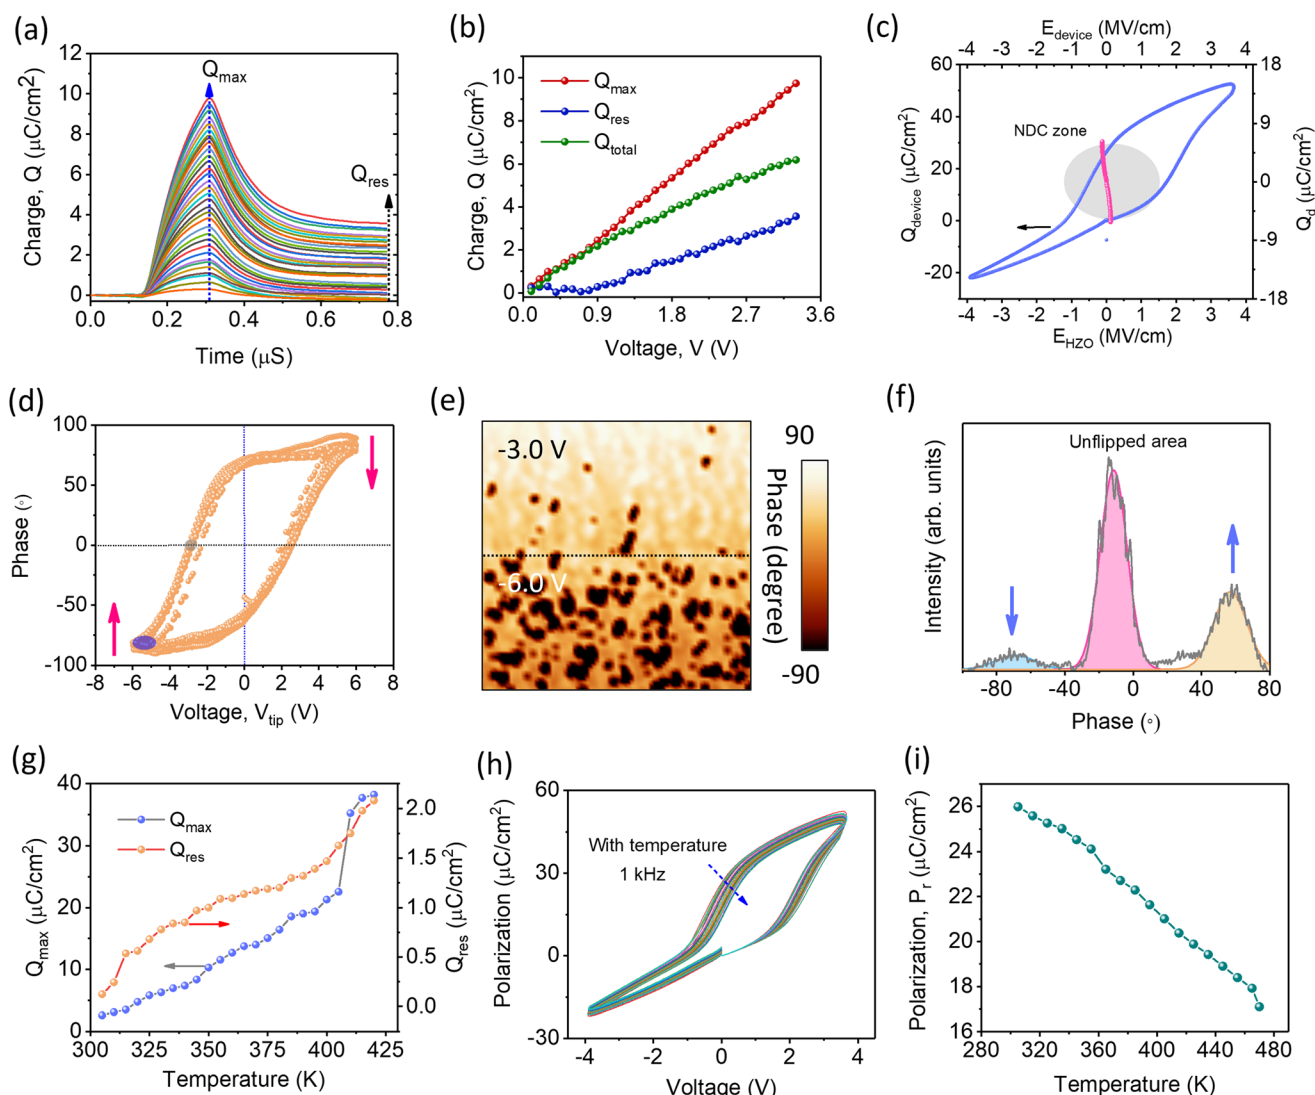 (a)
12
10
8
6
4
2
0
Charge, Q (μC/cm²)
Qmax
Qres
0.0 0.2 0.4 0.6 0.8
Time (μS)
(b)
10
8
6
4
2
0
Charge, Q (μC/cm²)
Qmax
Qres
Qtotal
0.0 0.9 1.8 2.7 3.6
Voltage, V (V)
(c)
Edevice (MV/cm)
-4 -3 -2 -1 0 1 2 3 4
60
40
20
0
-20
Qdevice (μC/cm²)
NDC zone
18
9
0
-9
-18
-4 -3 -2 -1 0 1 2 3 4
EHZO (MV/cm)
(d)
100
50
0
-50
-100
Phase (°)
-8 -6 -4 -2 0 2 4 6 8
Voltage, Vtip (V)
(e)
-3.0 V
-6.0 V
90
Phase (degree)
-90
(f)
Unflipped area
Intensity (arb. units)
-80 -40 0 40 80
Phase (°)
(g)
40
30
20
10
0
Qmax (μC/cm²)
Qmax
Qres
2.0
1.5
1.0
0.5
0.0
Qres (μC/cm²)
300 325 350 375 400 425
Temperature (K)
(h)
60
30
0
-30
Polarization (μC/cm²)
With temperature
1 kHz
-4 -2 0 2 4
Voltage (V)
(i)
26
24
22
20
18
16
Polarization, Pr (μC/cm²)
280 340 400 460
Temperature (K)